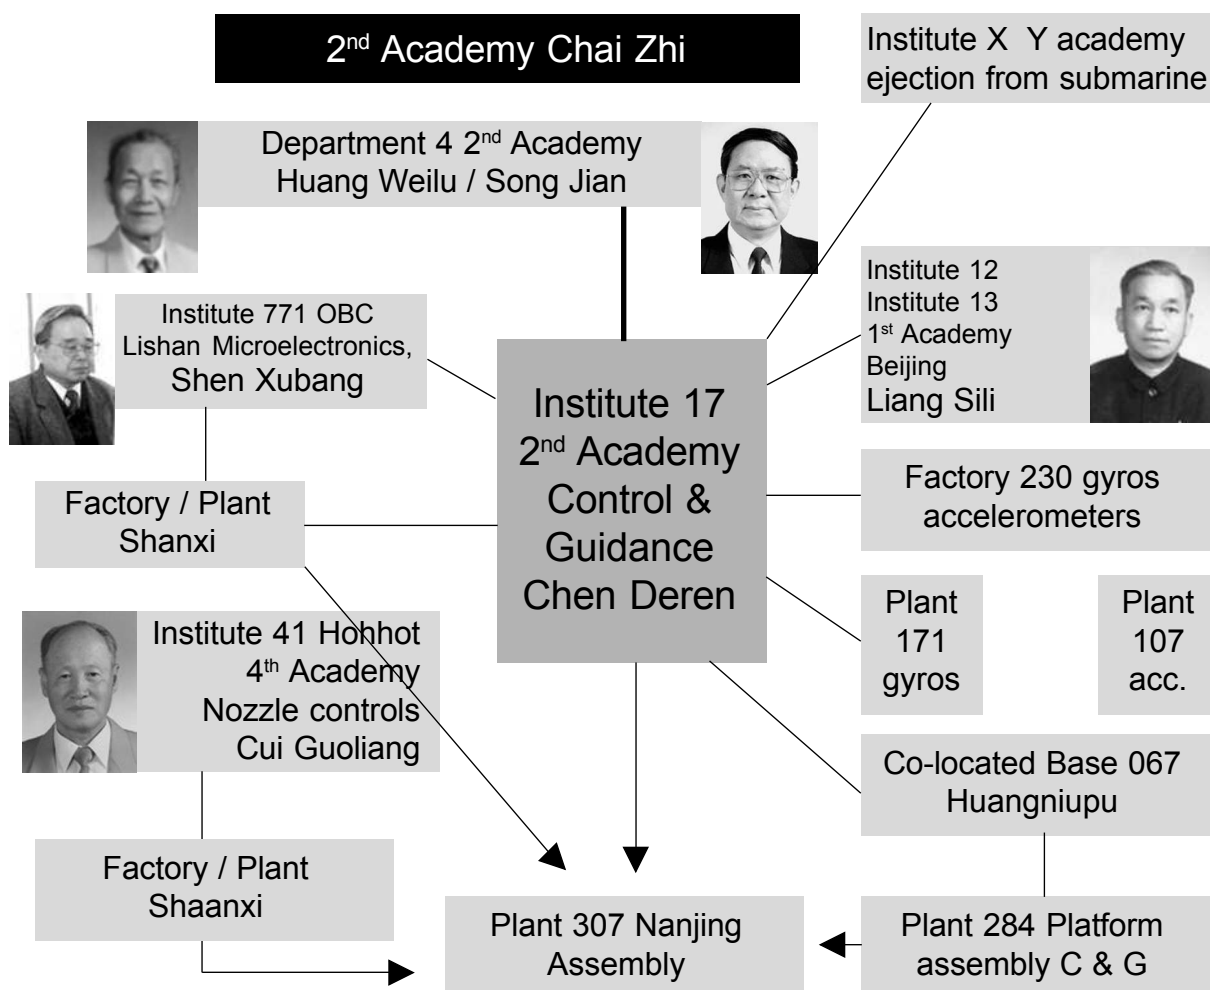 2nd Academy Chai Zhi
Institute X Y academy
ejection from submarine
Department 4 2nd Academy
Huang Weilu / Song Jian
Institute 771 OBC
Lishan Microelectronics,
Shen Xubang
Institute 12
Institute 13
1st Academy
Beijing
Liang Sili
Institute 17
2nd Academy
Control &
Guidance
Chen Deren
Factory / Plant
Shanxi
Factory 230 gyros
accelerometers
Plant
171
gyros
Plant
107
acc.
Institute 41 Hohhot
4th Academy
Nozzle controls
Cui Guoliang
Co-located Base 067
Huangniupu
Factory / Plant
Shaanxi
Plant 307 Nanjing
Assembly
Plant 284 Platform
assembly C & G